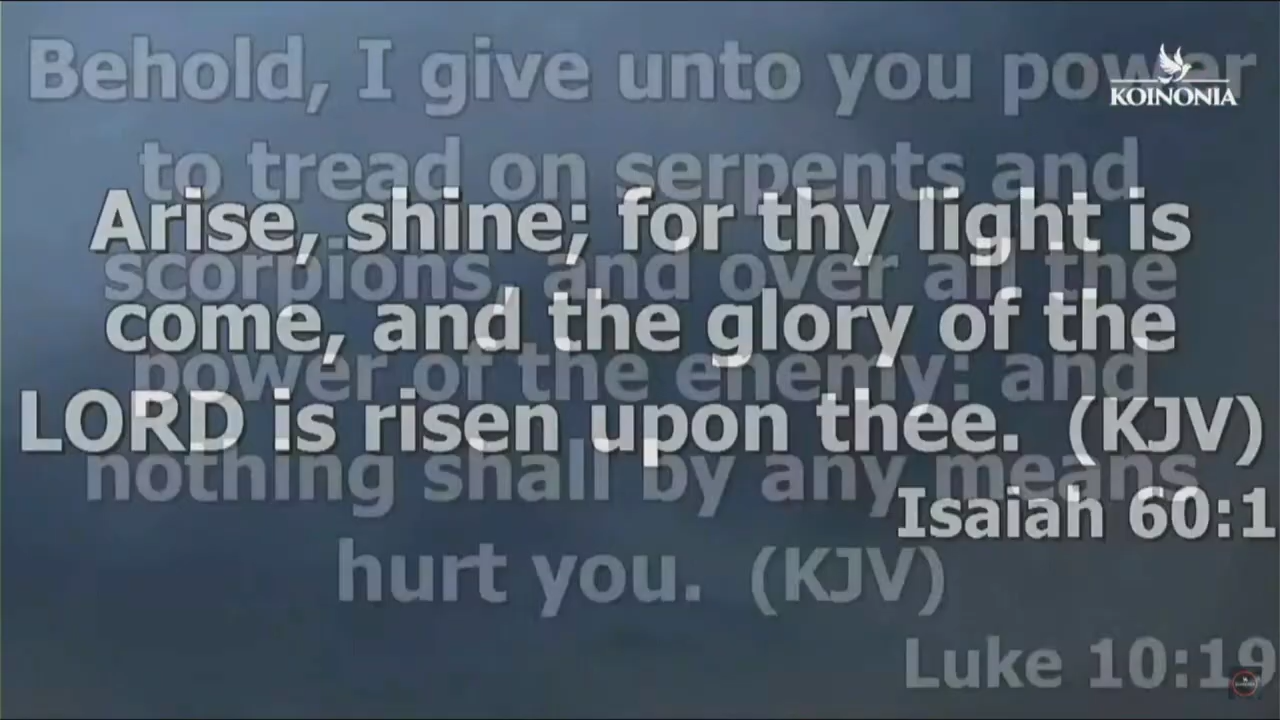 Behold, I give unto you power
KOINONIA
to tread on serpents and
Arise, shine; for thy light is
scorpions, and over all the
come, and the glory of the
power of the enemy: and
LORD is risen upon thee. (KJV)
nothing shall by any means
Isaiah 60:1
hurt you. (KJV)
Luke 10:19